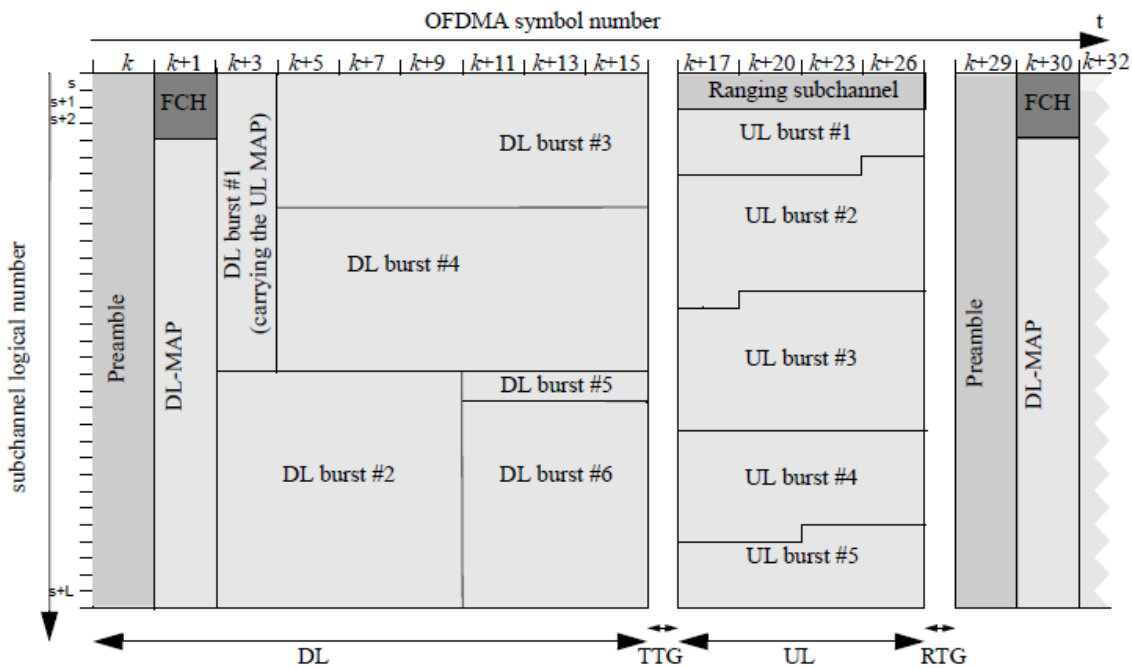 OFDMA symbol number
t
k
k+1
k+3
k+5
k+7
k+9
k+11
k+13
k+15
k+17
k+20
k+23
k+26
k+29
k+30
k+32
s
s+1
s+2
s+L
subchannel logical number
Preamble
FCH
DL-MAP
DL burst #1
(carrying the UL MAP)
DL burst #3
DL burst #4
DL burst #2
DL burst #5
DL burst #6
Ranging subchannel
UL burst #1
UL burst #2
UL burst #3
UL burst #4
UL burst #5
Preamble
FCH
DL-MAP
DL
TTG
UL
RTG